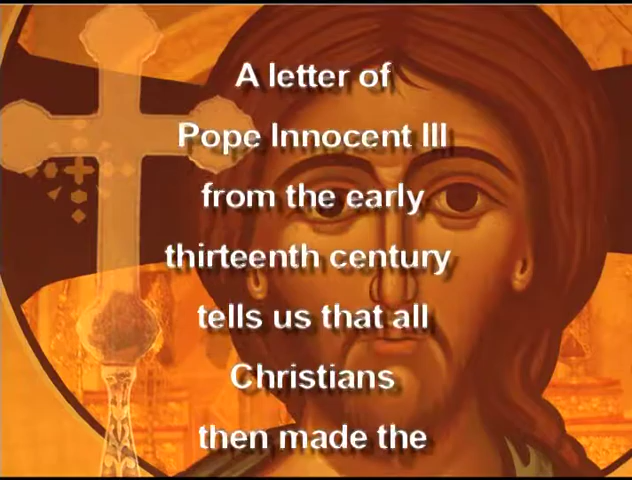 A letter of
Pope Innocent III
from the early
thirteenth century
tells us that all
Christians
then made the